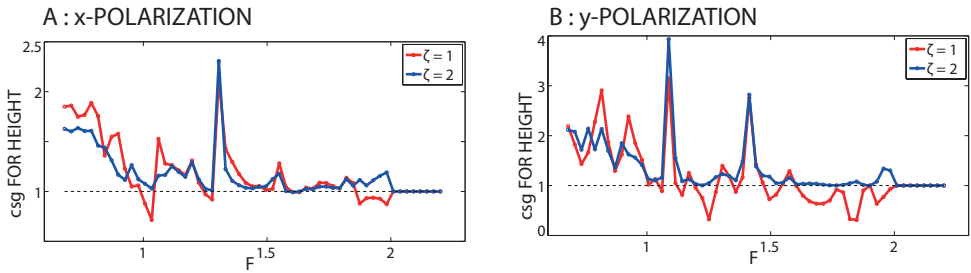 A : x-POLARIZATION
csg FOR HEIGHT
2.5
2
1
ζ = 1
ζ = 2
1
1.5
2
F
B : y-POLARIZATION
csg FOR HEIGHT
4
3
2
1
0
ζ = 1
ζ = 2
1
1.5
2
F